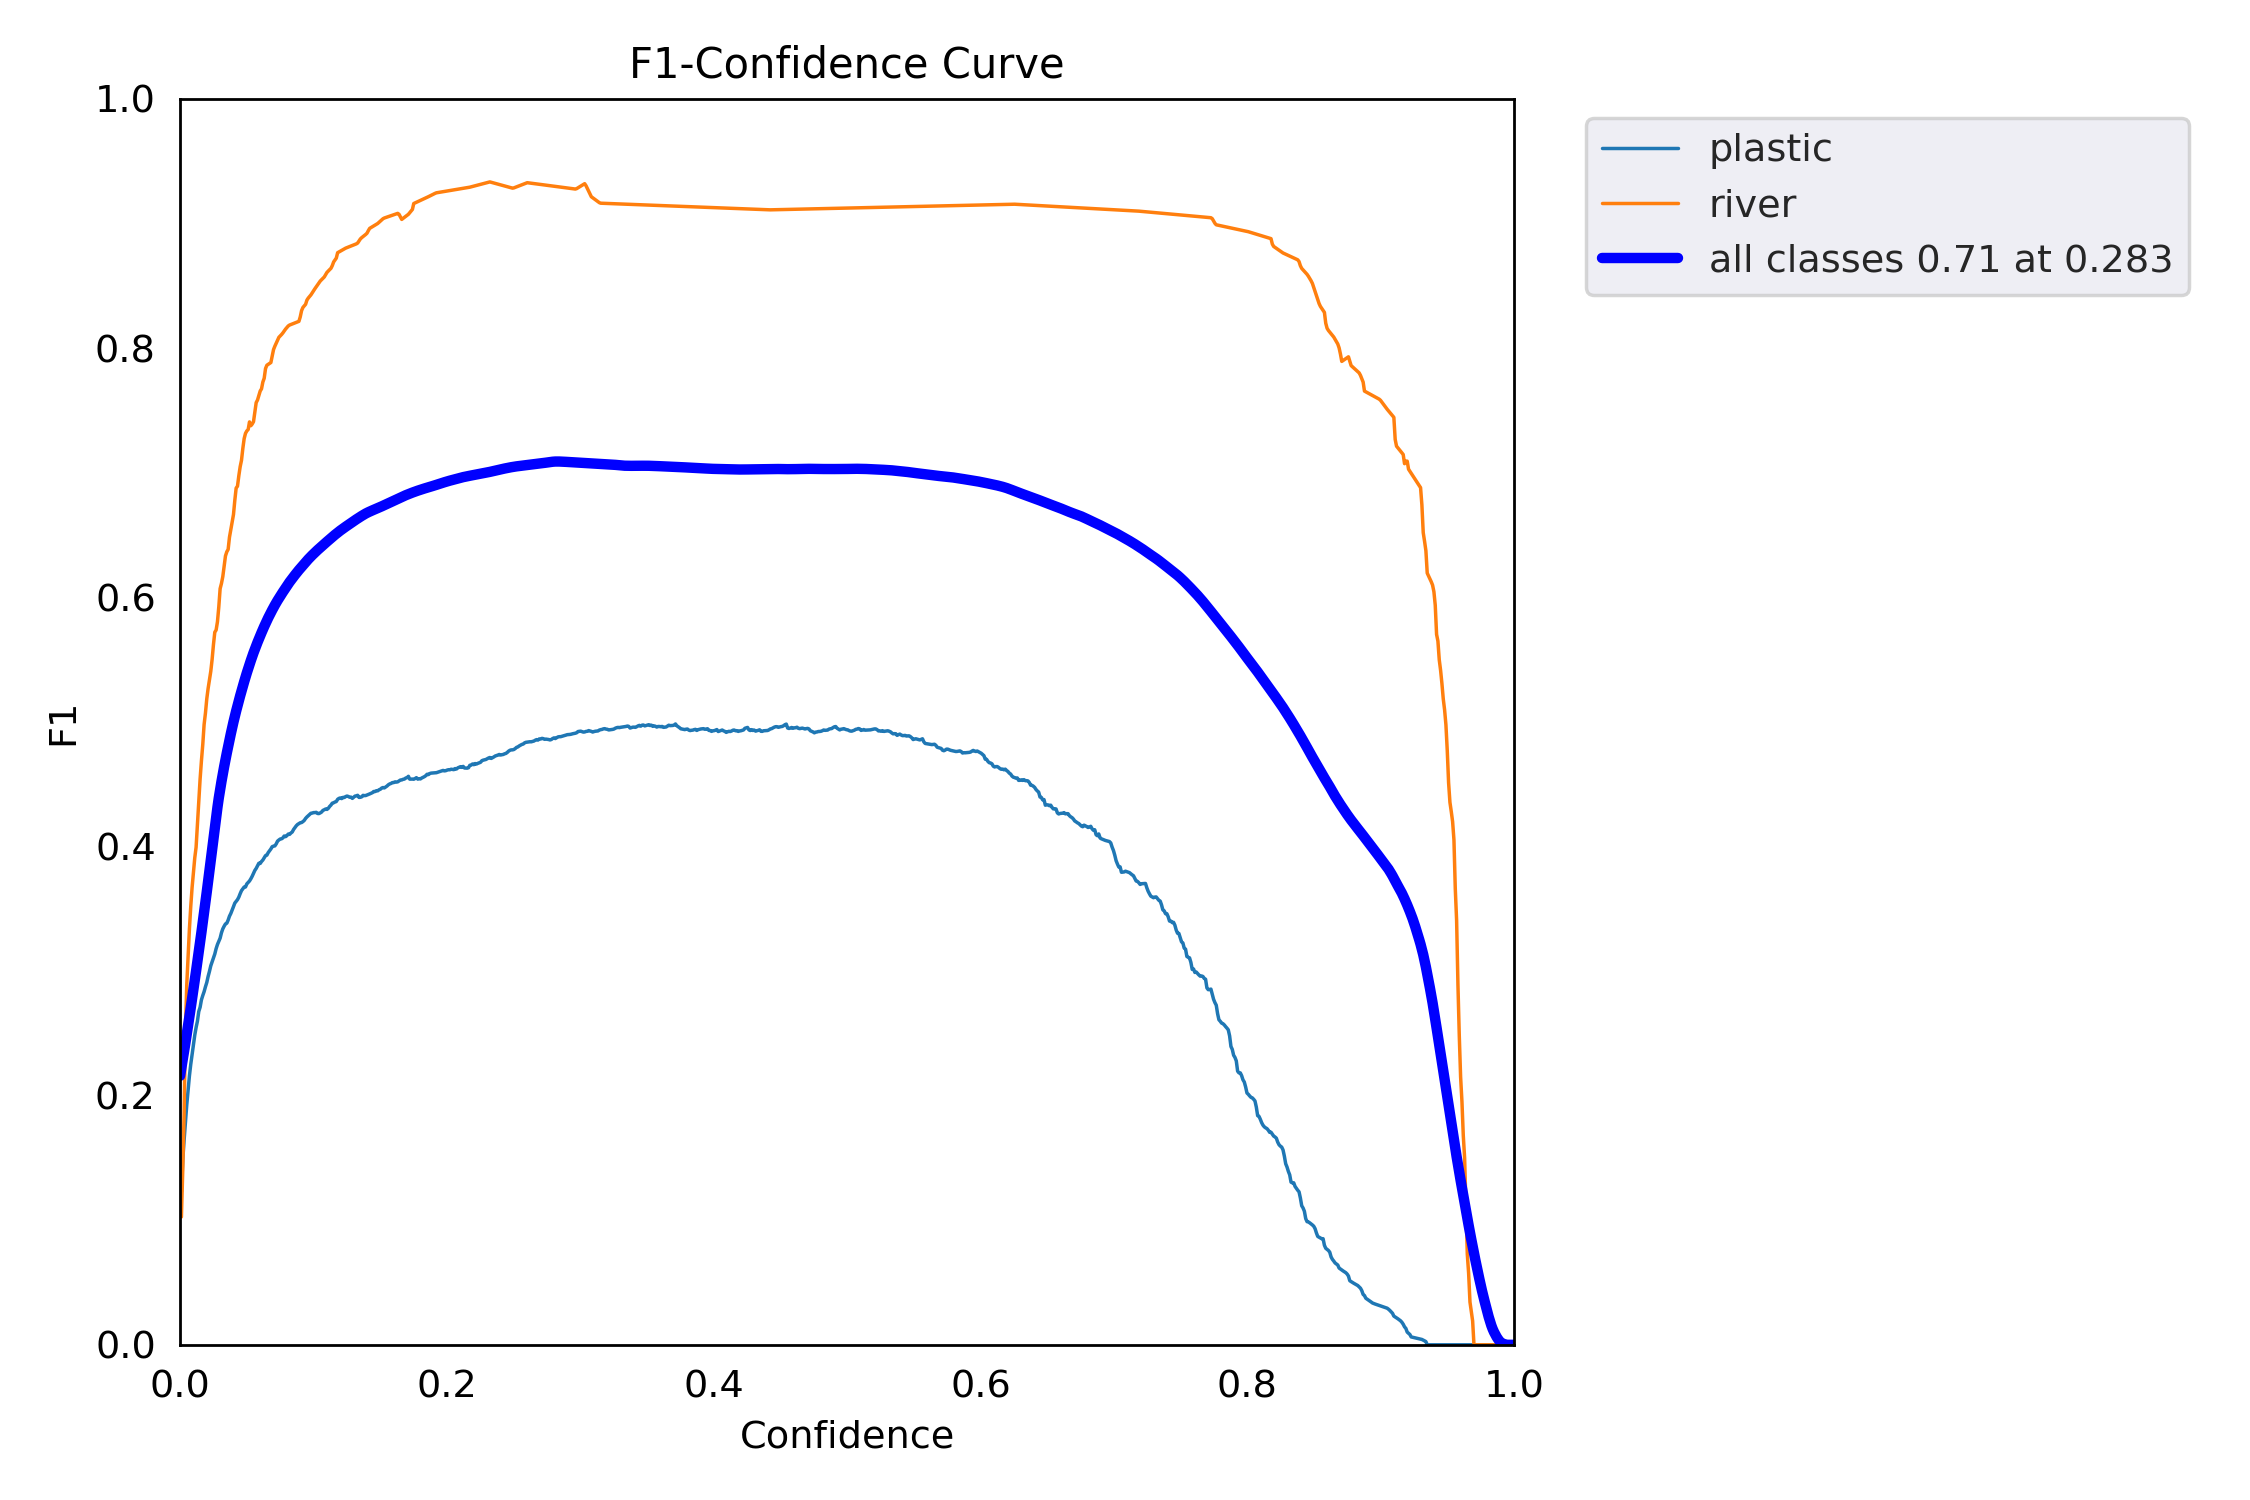 F1-Confidence Curve
1.0
0.8
0.6
0.4
0.2
0.0
F1
0.0 0.2 0.4 0.6 0.8 1.0
Confidence
plastic
river
all classes 0.71 at 0.283